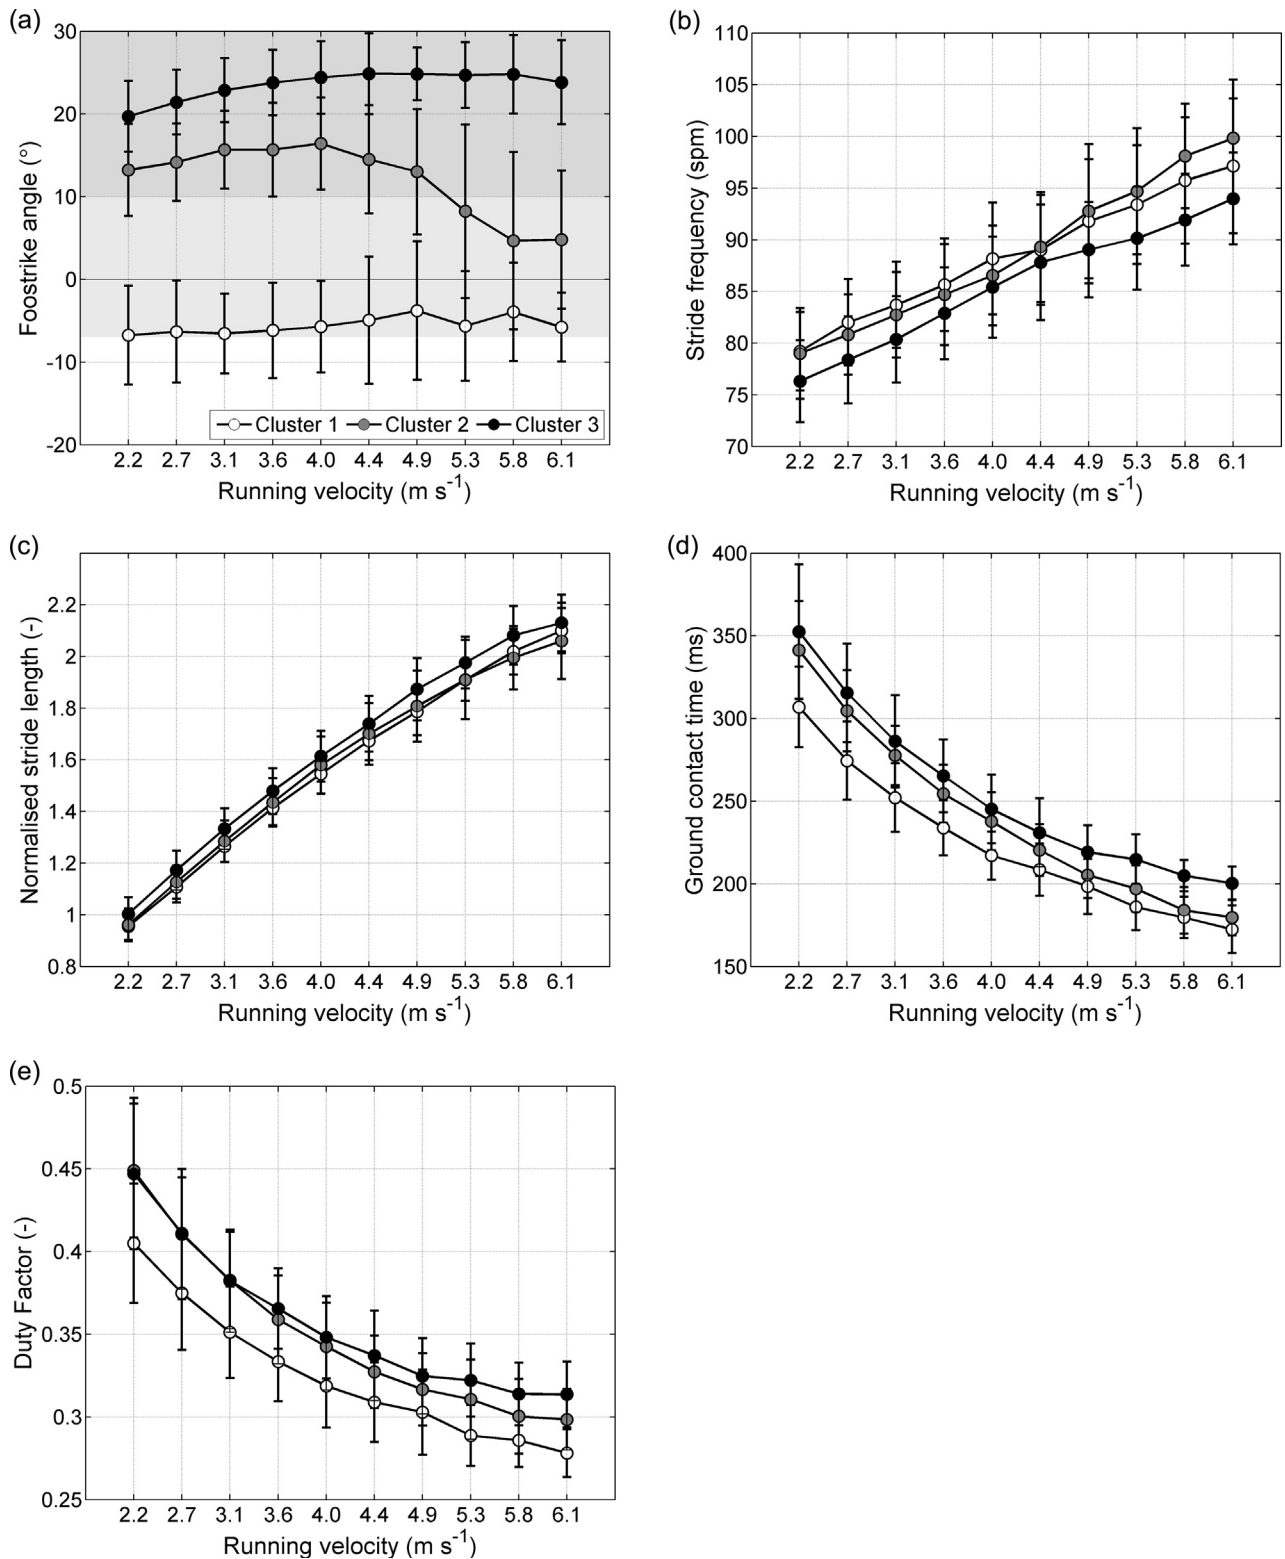 (a)
30
20
10
0
-10
-20
Foostrike angle (°)
Cluster 1 Cluster 2 Cluster 3
2.2 2.7 3.1 3.6 4.0 4.4 4.9 5.3 5.8 6.1
Running velocity (m s-1)
(b)
110
105
100
95
90
85
80
75
70
Stride frequency (spm)
2.2 2.7 3.1 3.6 4.0 4.4 4.9 5.3 5.8 6.1
Running velocity (m s-1)
(c)
2.2
2
1.8
1.6
1.4
1.2
1
0.8
Normalised stride length (-)
2.2 2.7 3.1 3.6 4.0 4.4 4.9 5.3 5.8 6.1
Running velocity (m s-1)
(d)
400
350
300
250
200
150
Ground contact time (ms)
2.2 2.7 3.1 3.6 4.0 4.4 4.9 5.3 5.8 6.1
Running velocity (m s-1)
(e)
0.5
0.45
0.4
0.35
0.3
0.25
Duty Factor (-)
2.2 2.7 3.1 3.6 4.0 4.4 4.9 5.3 5.8 6.1
Running velocity (m s-1)